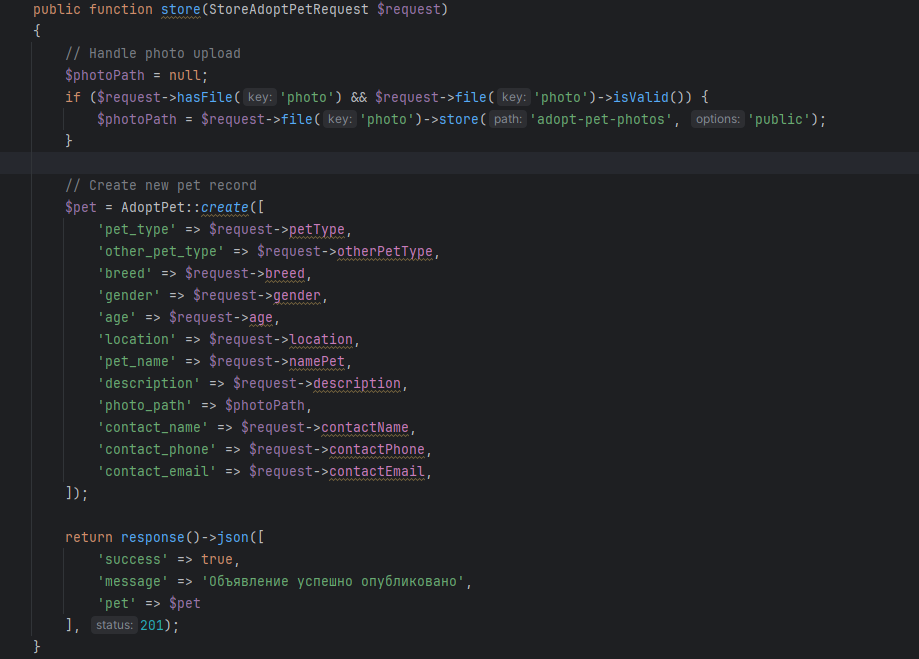 public function store(StoreAdoptPetRequest $request)
{
// Handle photo upload
$photoPath = null;
if ($request->hasFile( key: 'photo') && $request->file( key: 'photo')->isValid()) {
$photoPath = $request->file( key: 'photo')->store( path: 'adopt-pet-photos', options: 'public');
}
// Create new pet record
$pet = AdoptPet::create([
'pet_type' => $request->petType,
'other_pet_type' => $request->otherPetType,
'breed' => $request->breed,
'gender' => $request->gender,
'age' => $request->age,
'location' => $request->location,
'pet_name' => $request->namePet,
'description' => $request->description,
'photo_path' => $photoPath,
'contact_name' => $request->contactName,
'contact_phone' => $request->contactPhone,
'contact_email' => $request->contactEmail,
]);
return response()->json([
'success' => true,
'message' => 'Объявление успешно опубликовано',
'pet' => $pet
], status: 201);
}